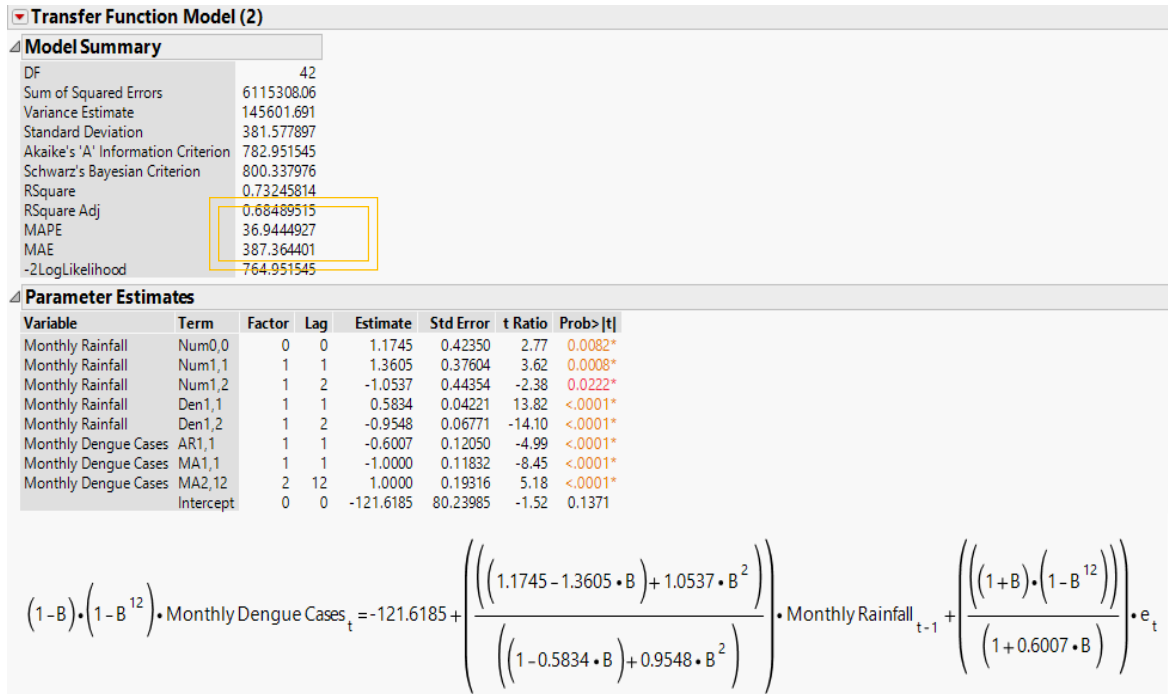 Transfer Function Model (2)
Model Summary
DF 42
Sum of Squared Errors 6115308.06
Variance Estimate 145601.691
Standard Deviation 381.577897
Akaike's 'A' Information Criterion 782.951545
Schwarz's Bayesian Criterion 800.337976
RSquare 0.73245814
RSquare Adj 0.68489515
MAPE 36.9444927
MAE 387.364401
-2LogLikelihood 764.951545
Parameter Estimates
Variable Term Factor Lag Estimate Std Error t Ratio Prob>|t|
Monthly Rainfall Num0,0 0 0 1.1745 0.42350 2.77 0.0082*
Monthly Rainfall Num1,1 1 1 1.3605 0.37604 3.62 0.0008*
Monthly Rainfall Num1,2 1 2 -1.0537 0.44354 -2.38 0.0222*
Monthly Rainfall Den1,1 1 1 0.5834 0.04221 13.82 <.0001*
Monthly Rainfall Den1,2 1 2 -0.9548 0.06771 -14.10 <.0001*
Monthly Dengue Cases AR1,1 1 1 -0.6007 0.12050 -4.99 <.0001*
Monthly Dengue Cases MA1,1 1 1 -1.0000 0.11832 -8.45 <.0001*
Monthly Dengue Cases MA2,12 2 12 1.0000 0.19316 5.18 <.0001*
Intercept 0 0 -121.6185 80.23985 -1.52 0.1371
(1-B)•(1-B^12)•Monthly Dengue Cases_t = -121.6185 + ((((1.1745-1.3605•B)+1.0537•B^2))/(((1-0.5834•B)+0.9548•B^2)))•Monthly Rainfall_t-1 + ((((1+B)•(1-B^12)))/((1+0.6007•B)))•e_t